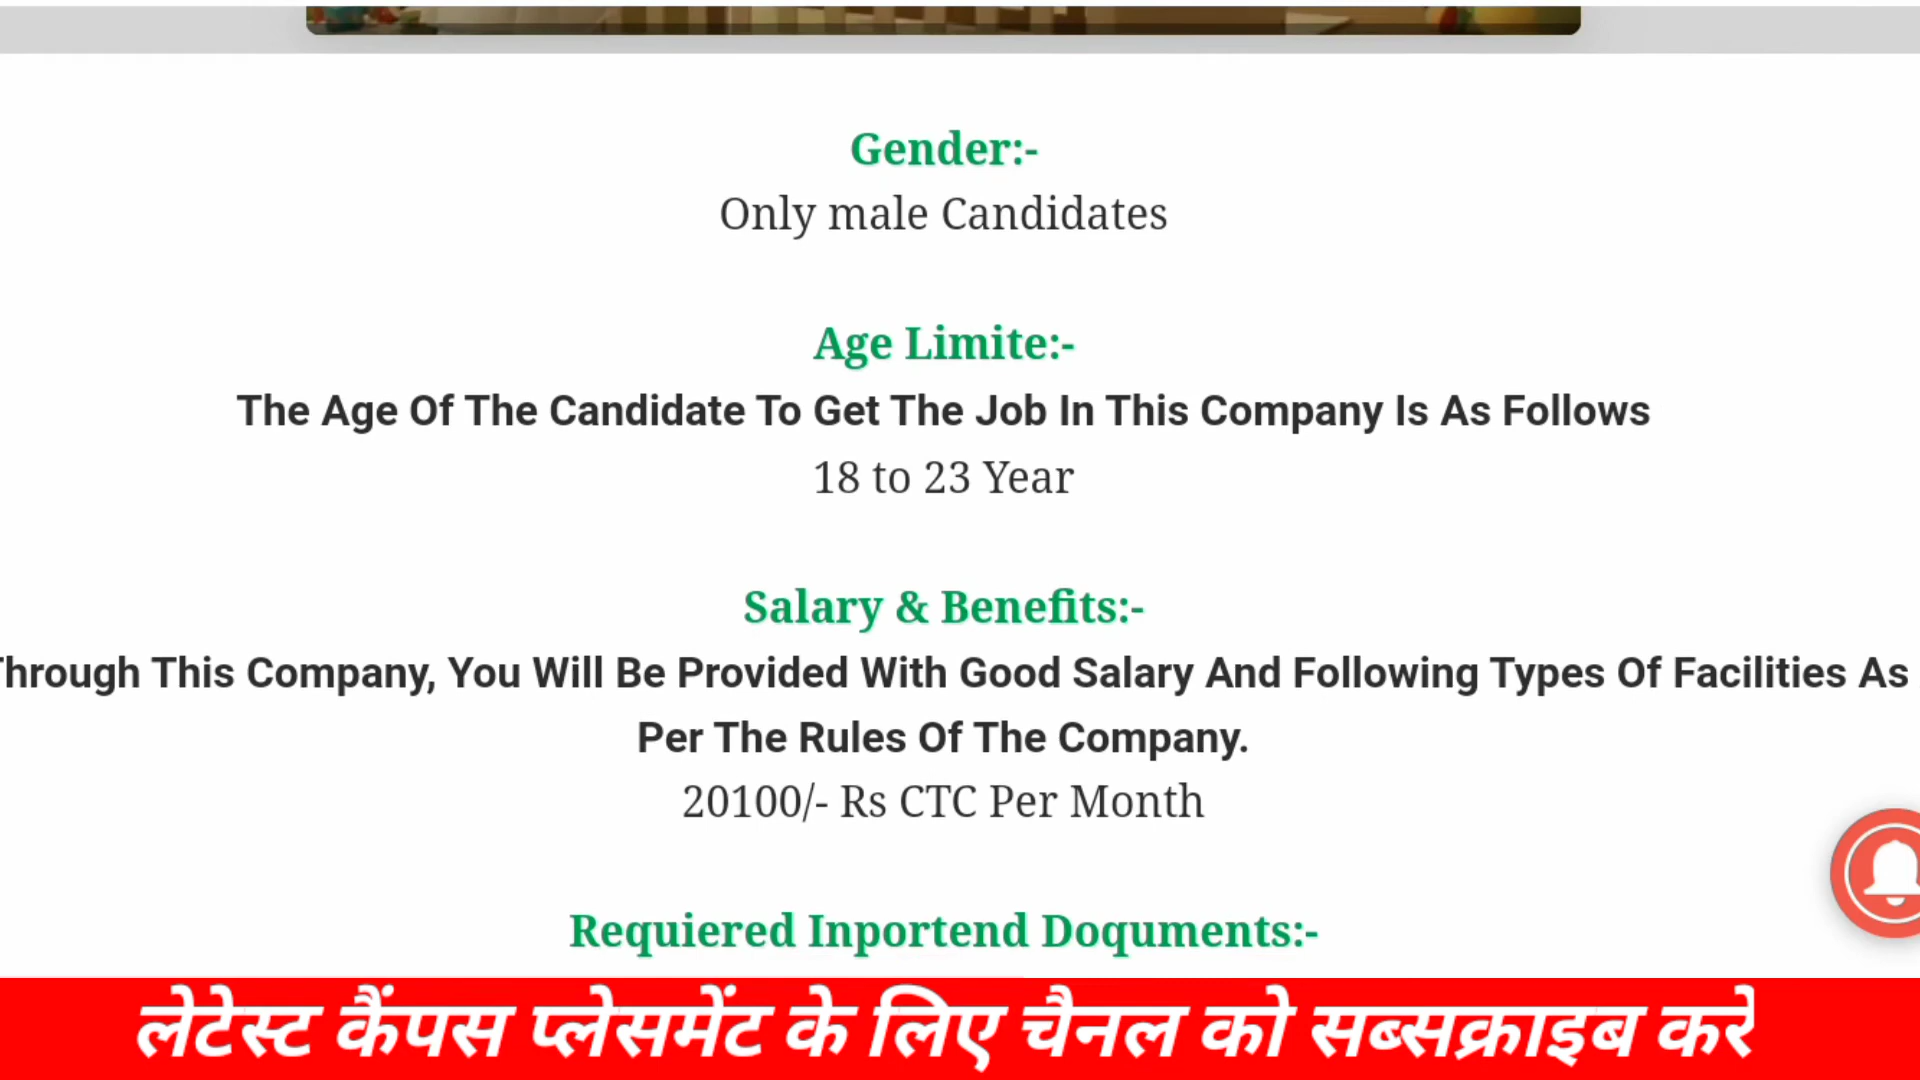 Gender:-
Only male Candidates
Age Limite:-
The Age Of The Candidate To Get The Job In This Company Is As Follows
18 to 23 Year
Salary & Benefits:-
Through This Company, You Will Be Provided With Good Salary And Following Types Of Facilities As
Per The Rules Of The Company.
20100/- Rs CTC Per Month
Requiered Inportend Doquments:-
लेटेस्ट कैंपस प्लेसमेंट के लिए चैनल को सब्सक्राइब करे